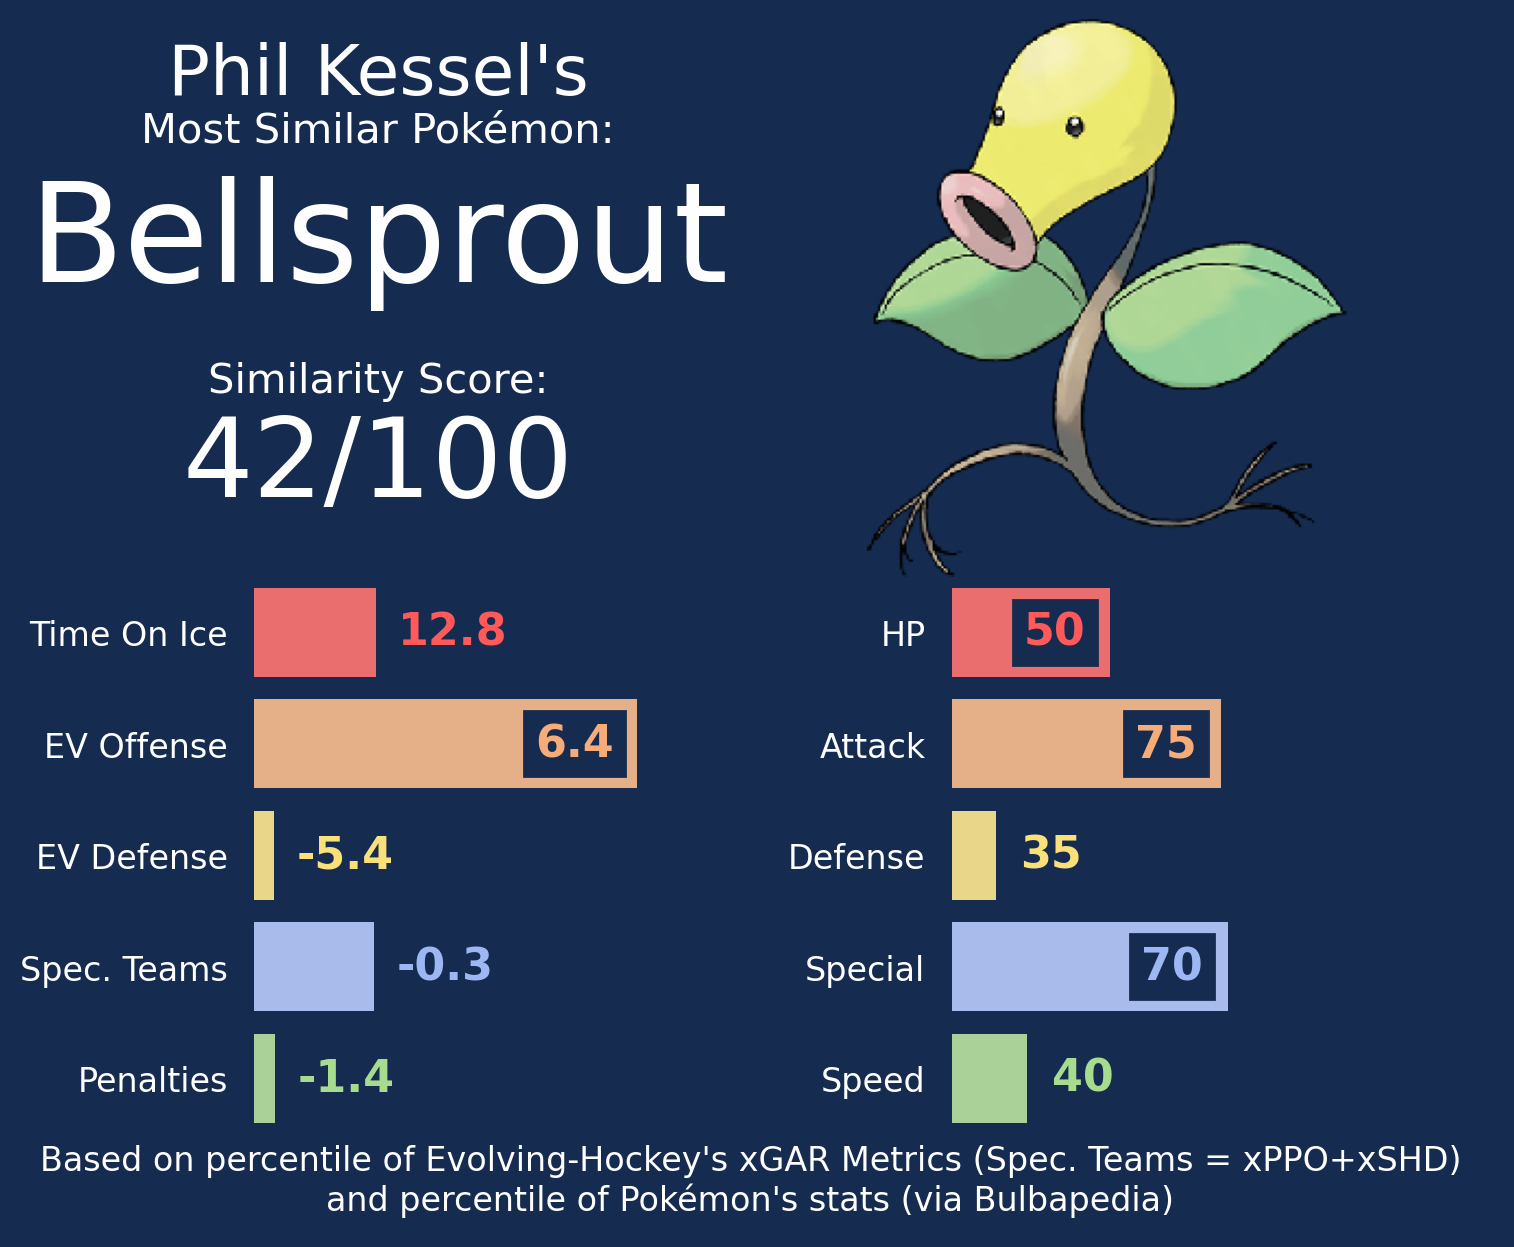 Phil Kessel's
Most Similar Pokémon:
Bellsprout
Similarity Score:
42/100
Time On Ice 12.8
EV Offense 6.4
EV Defense -5.4
Spec. Teams -0.3
Penalties -1.4
HP 50
Attack 75
Defense 35
Special 70
Speed 40
Based on percentile of Evolving-Hockey's xGAR Metrics (Spec. Teams = xPPO+xSHD)
and percentile of Pokémon's stats (via Bulbapedia)